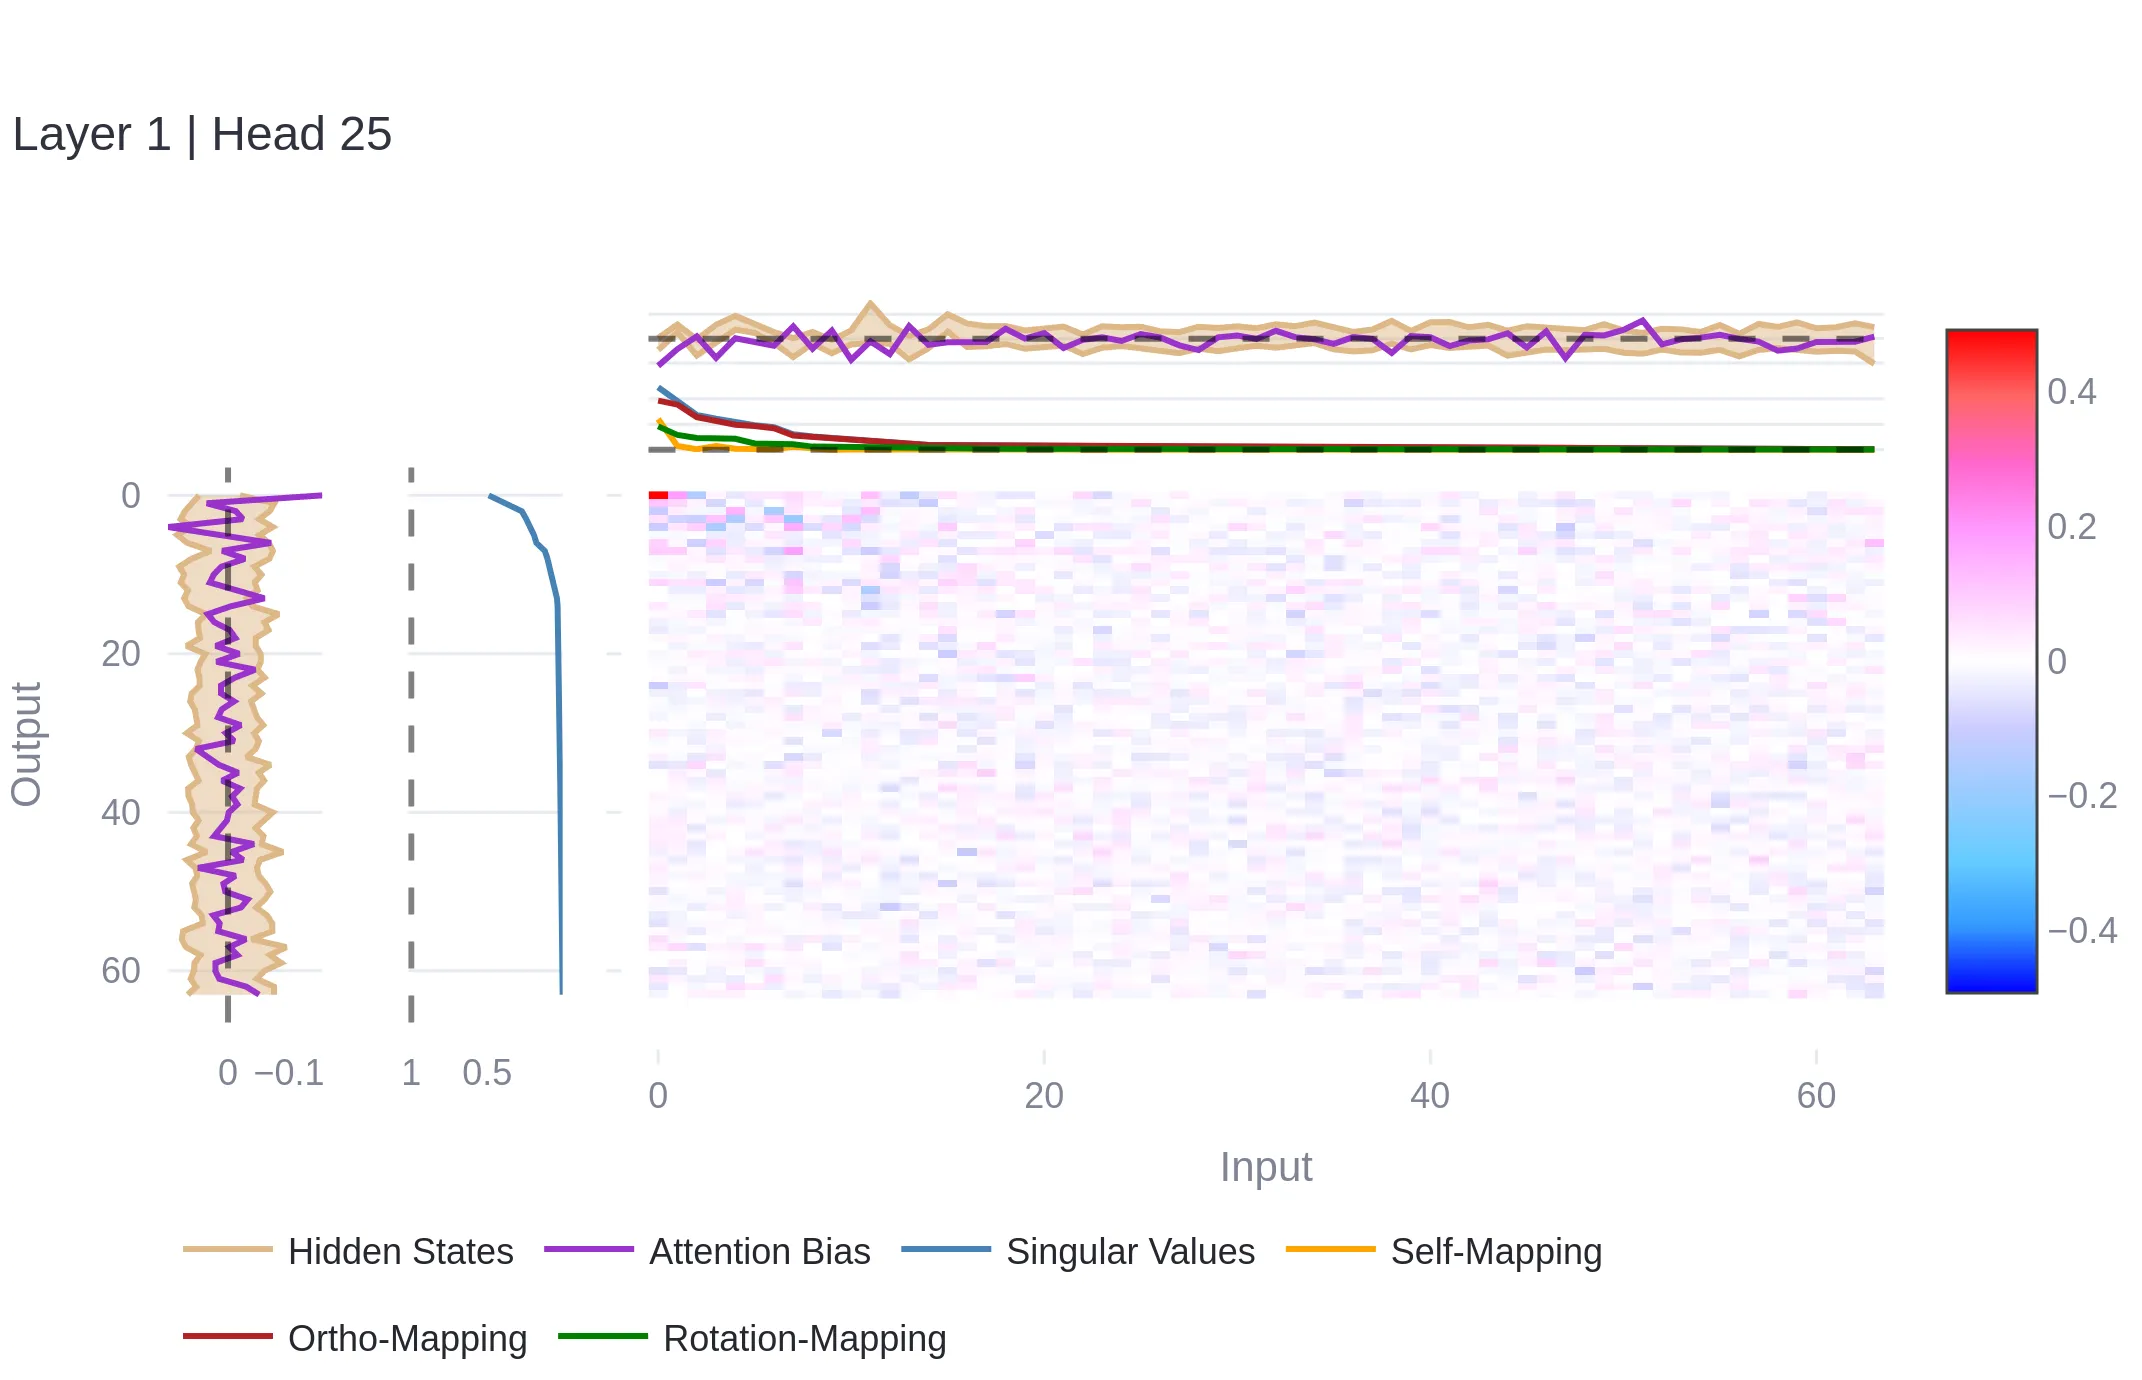 Layer 1 | Head 25
0
20
40
60
Output
0 −0.1
1 0.5
0 20 40 60
Input
0.4
0.2
0
−0.2
−0.4
Hidden States Attention Bias Singular Values Self-Mapping
Ortho-Mapping Rotation-Mapping